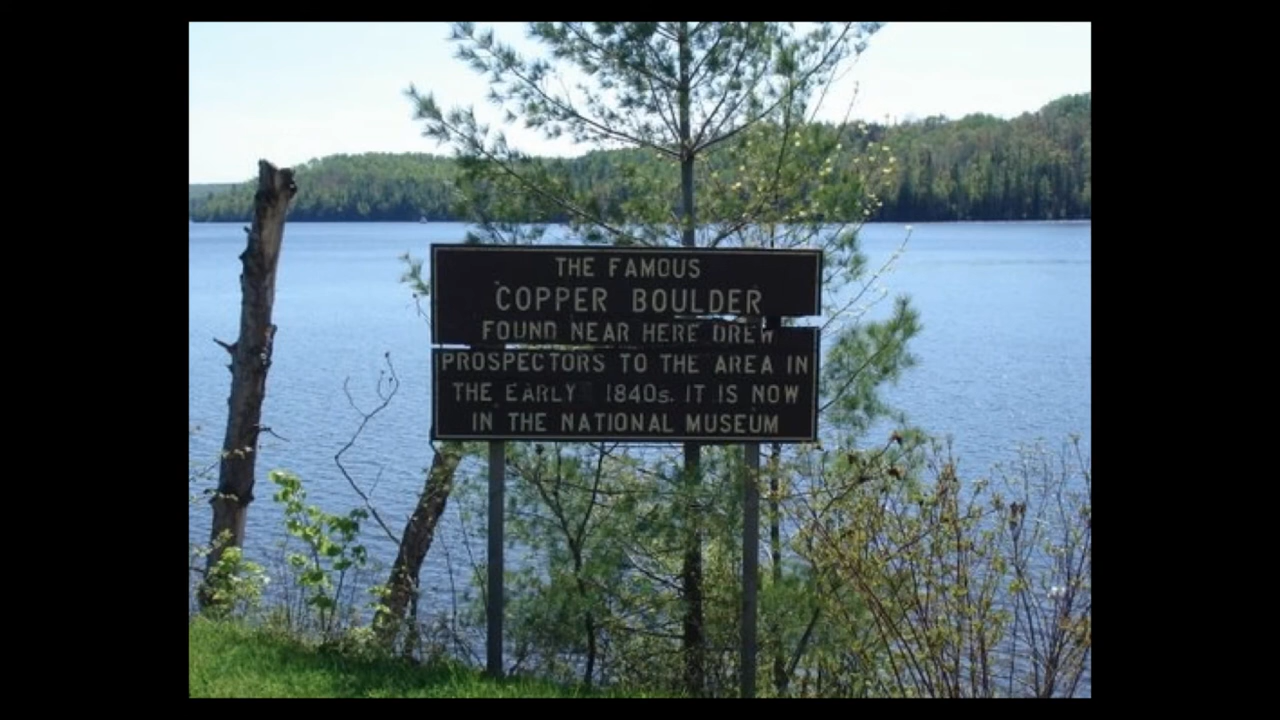 THE FAMOUS
COPPER BOULDER
FOUND NEAR HERE DREW
PROSPECTORS TO THE AREA IN
THE EARLY 1840s. IT IS NOW
IN THE NATIONAL MUSEUM